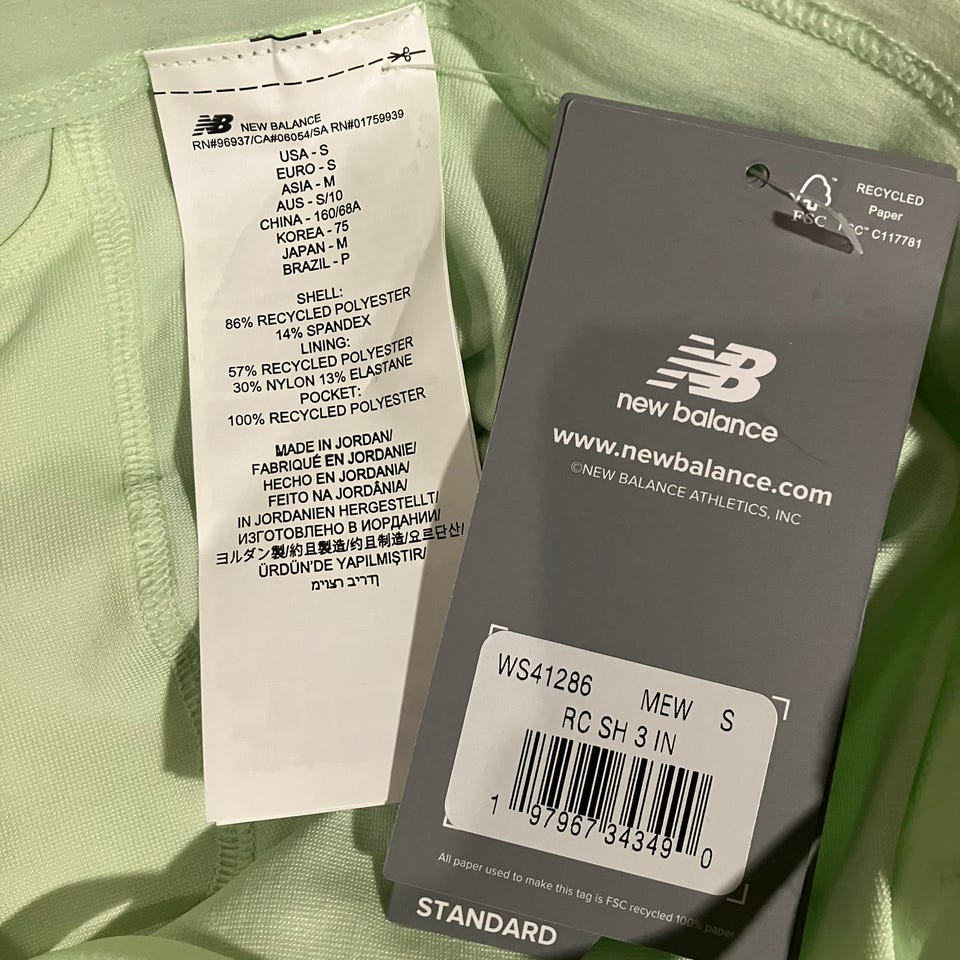 NB NEW BALANCE
RN#96937/CA#06054/SA RN#01759939
USA - S
EURO - S
ASIA - M
AUS - S/10
CHINA - 160/68A
KOREA - 75
JAPAN - M
BRAZIL - P
SHELL:
86% RECYCLED POLYESTER
14% SPANDEX
LINING:
57% RECYCLED POLYESTER
30% NYLON 13% ELASTANE
POCKET:
100% RECYCLED POLYESTER
MADE IN JORDAN/
FABRIQUÉ EN JORDANIE/
HECHO EN JORDANIA/
FEITO NA JORDÂNIA/
IN JORDANIEN HERGESTELLT/
ИЗГОТОВЛЕНО В ИОРДАНИИ/
ヨルダン製/約旦製造/约旦制造/요르단산/
ÜRDÜN'DE YAPILMIŞTIR/
מיוצר בירדן
FSC
RECYCLED
Paper
FSC™ C117781
NB
new balance
www.newbalance.com
©NEW BALANCE ATHLETICS, INC
WS41286 MEW S
RC SH 3 IN
1 97967 34349 0
All paper used to make this tag is FSC recycled 100% paper
STANDARD